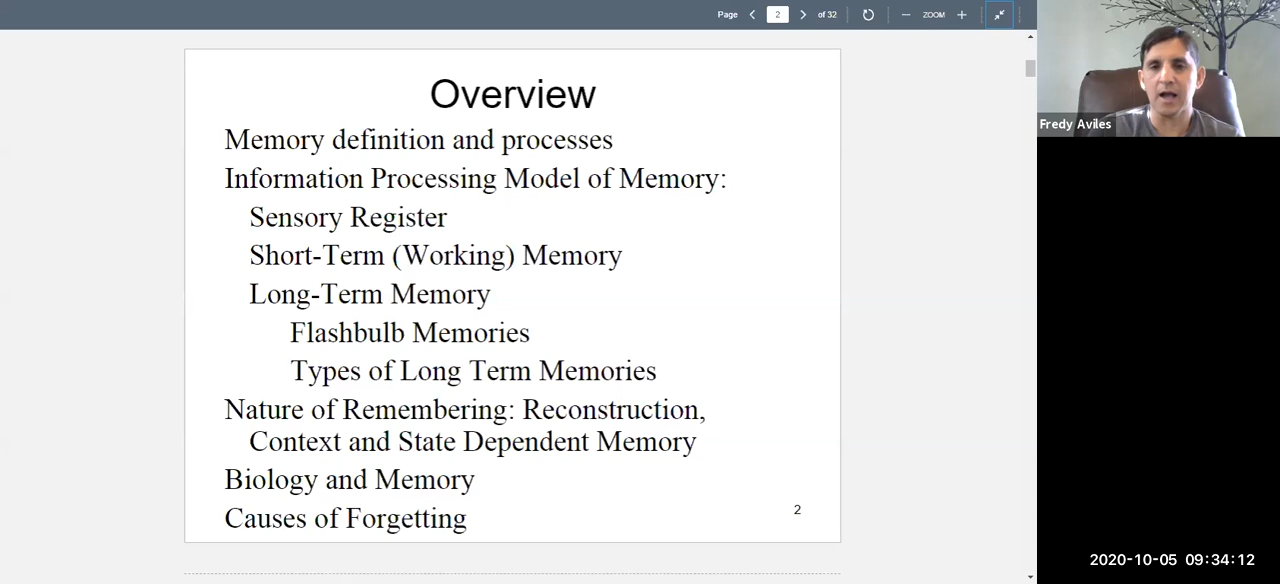 Page 2 of 32 ZOOM
Overview
Memory definition and processes
Information Processing Model of Memory:
Sensory Register
Short-Term (Working) Memory
Long-Term Memory
Flashbulb Memories
Types of Long Term Memories
Nature of Remembering: Reconstruction,
Context and State Dependent Memory
Biology and Memory
Causes of Forgetting
2
Fredy Aviles
2020-10-05 09:34:12